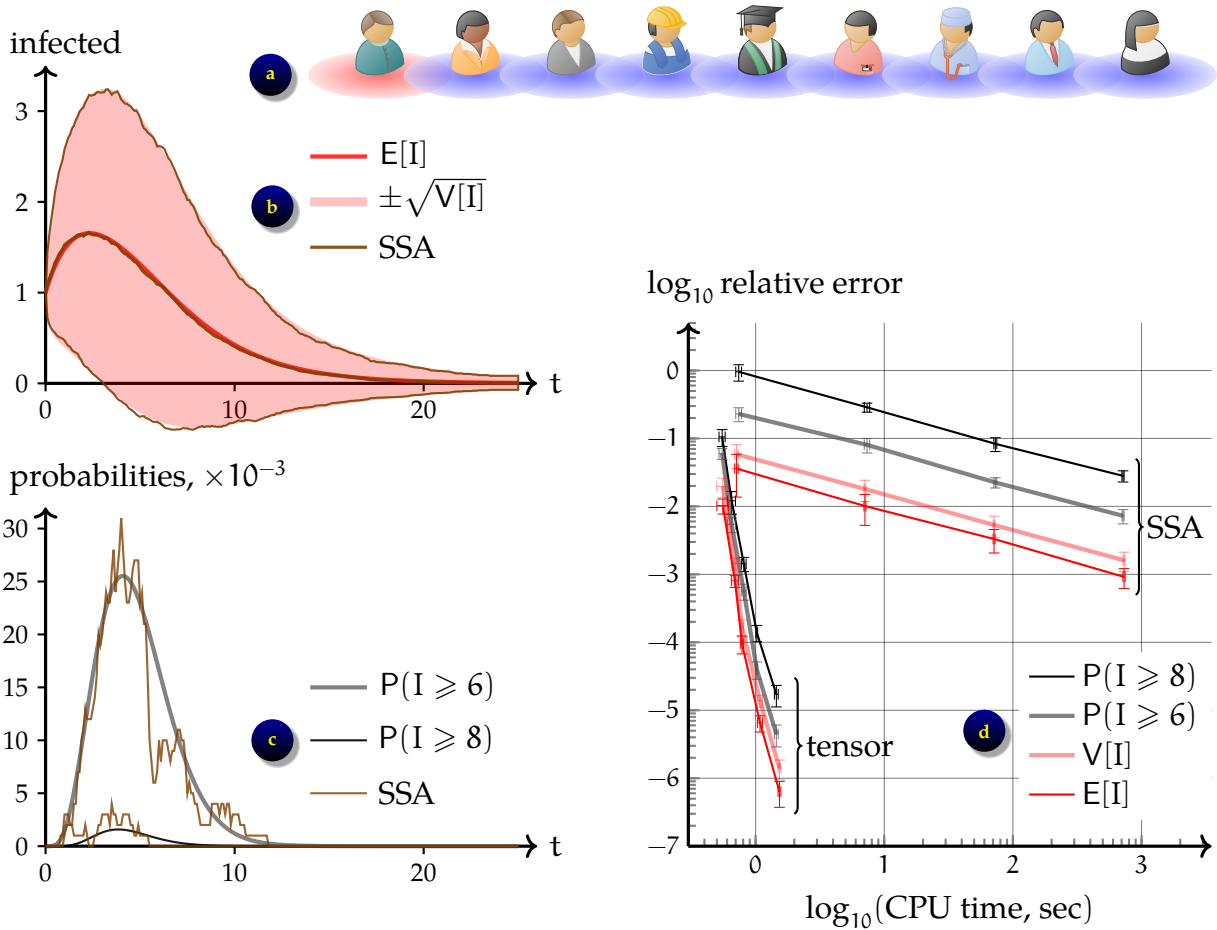 a
infected
3
2
1
0
0
10
20
t
E[I]
±√V[I]
SSA
b
probabilities, ×10⁻³
30
25
20
15
10
5
0
0
10
20
t
P(I ⩾ 6)
P(I ⩾ 8)
SSA
c
log₁₀ relative error
0
−1
−2
−3
−4
−5
−6
−7
0
1
2
3
SSA
tensor
P(I ⩾ 8)
P(I ⩾ 6)
V[I]
E[I]
d
log₁₀(CPU time, sec)